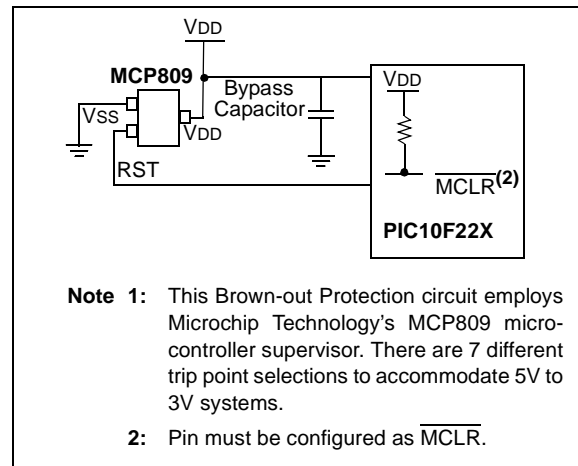 VDD
MCP809
Bypass
Capacitor
VDD
VSS
VDD
RST
MCLR(2)
PIC10F22X
Note 1: This Brown-out Protection circuit employs
Microchip Technology's MCP809 micro-
controller supervisor. There are 7 different
trip point selections to accommodate 5V to
3V systems.
2: Pin must be configured as MCLR.